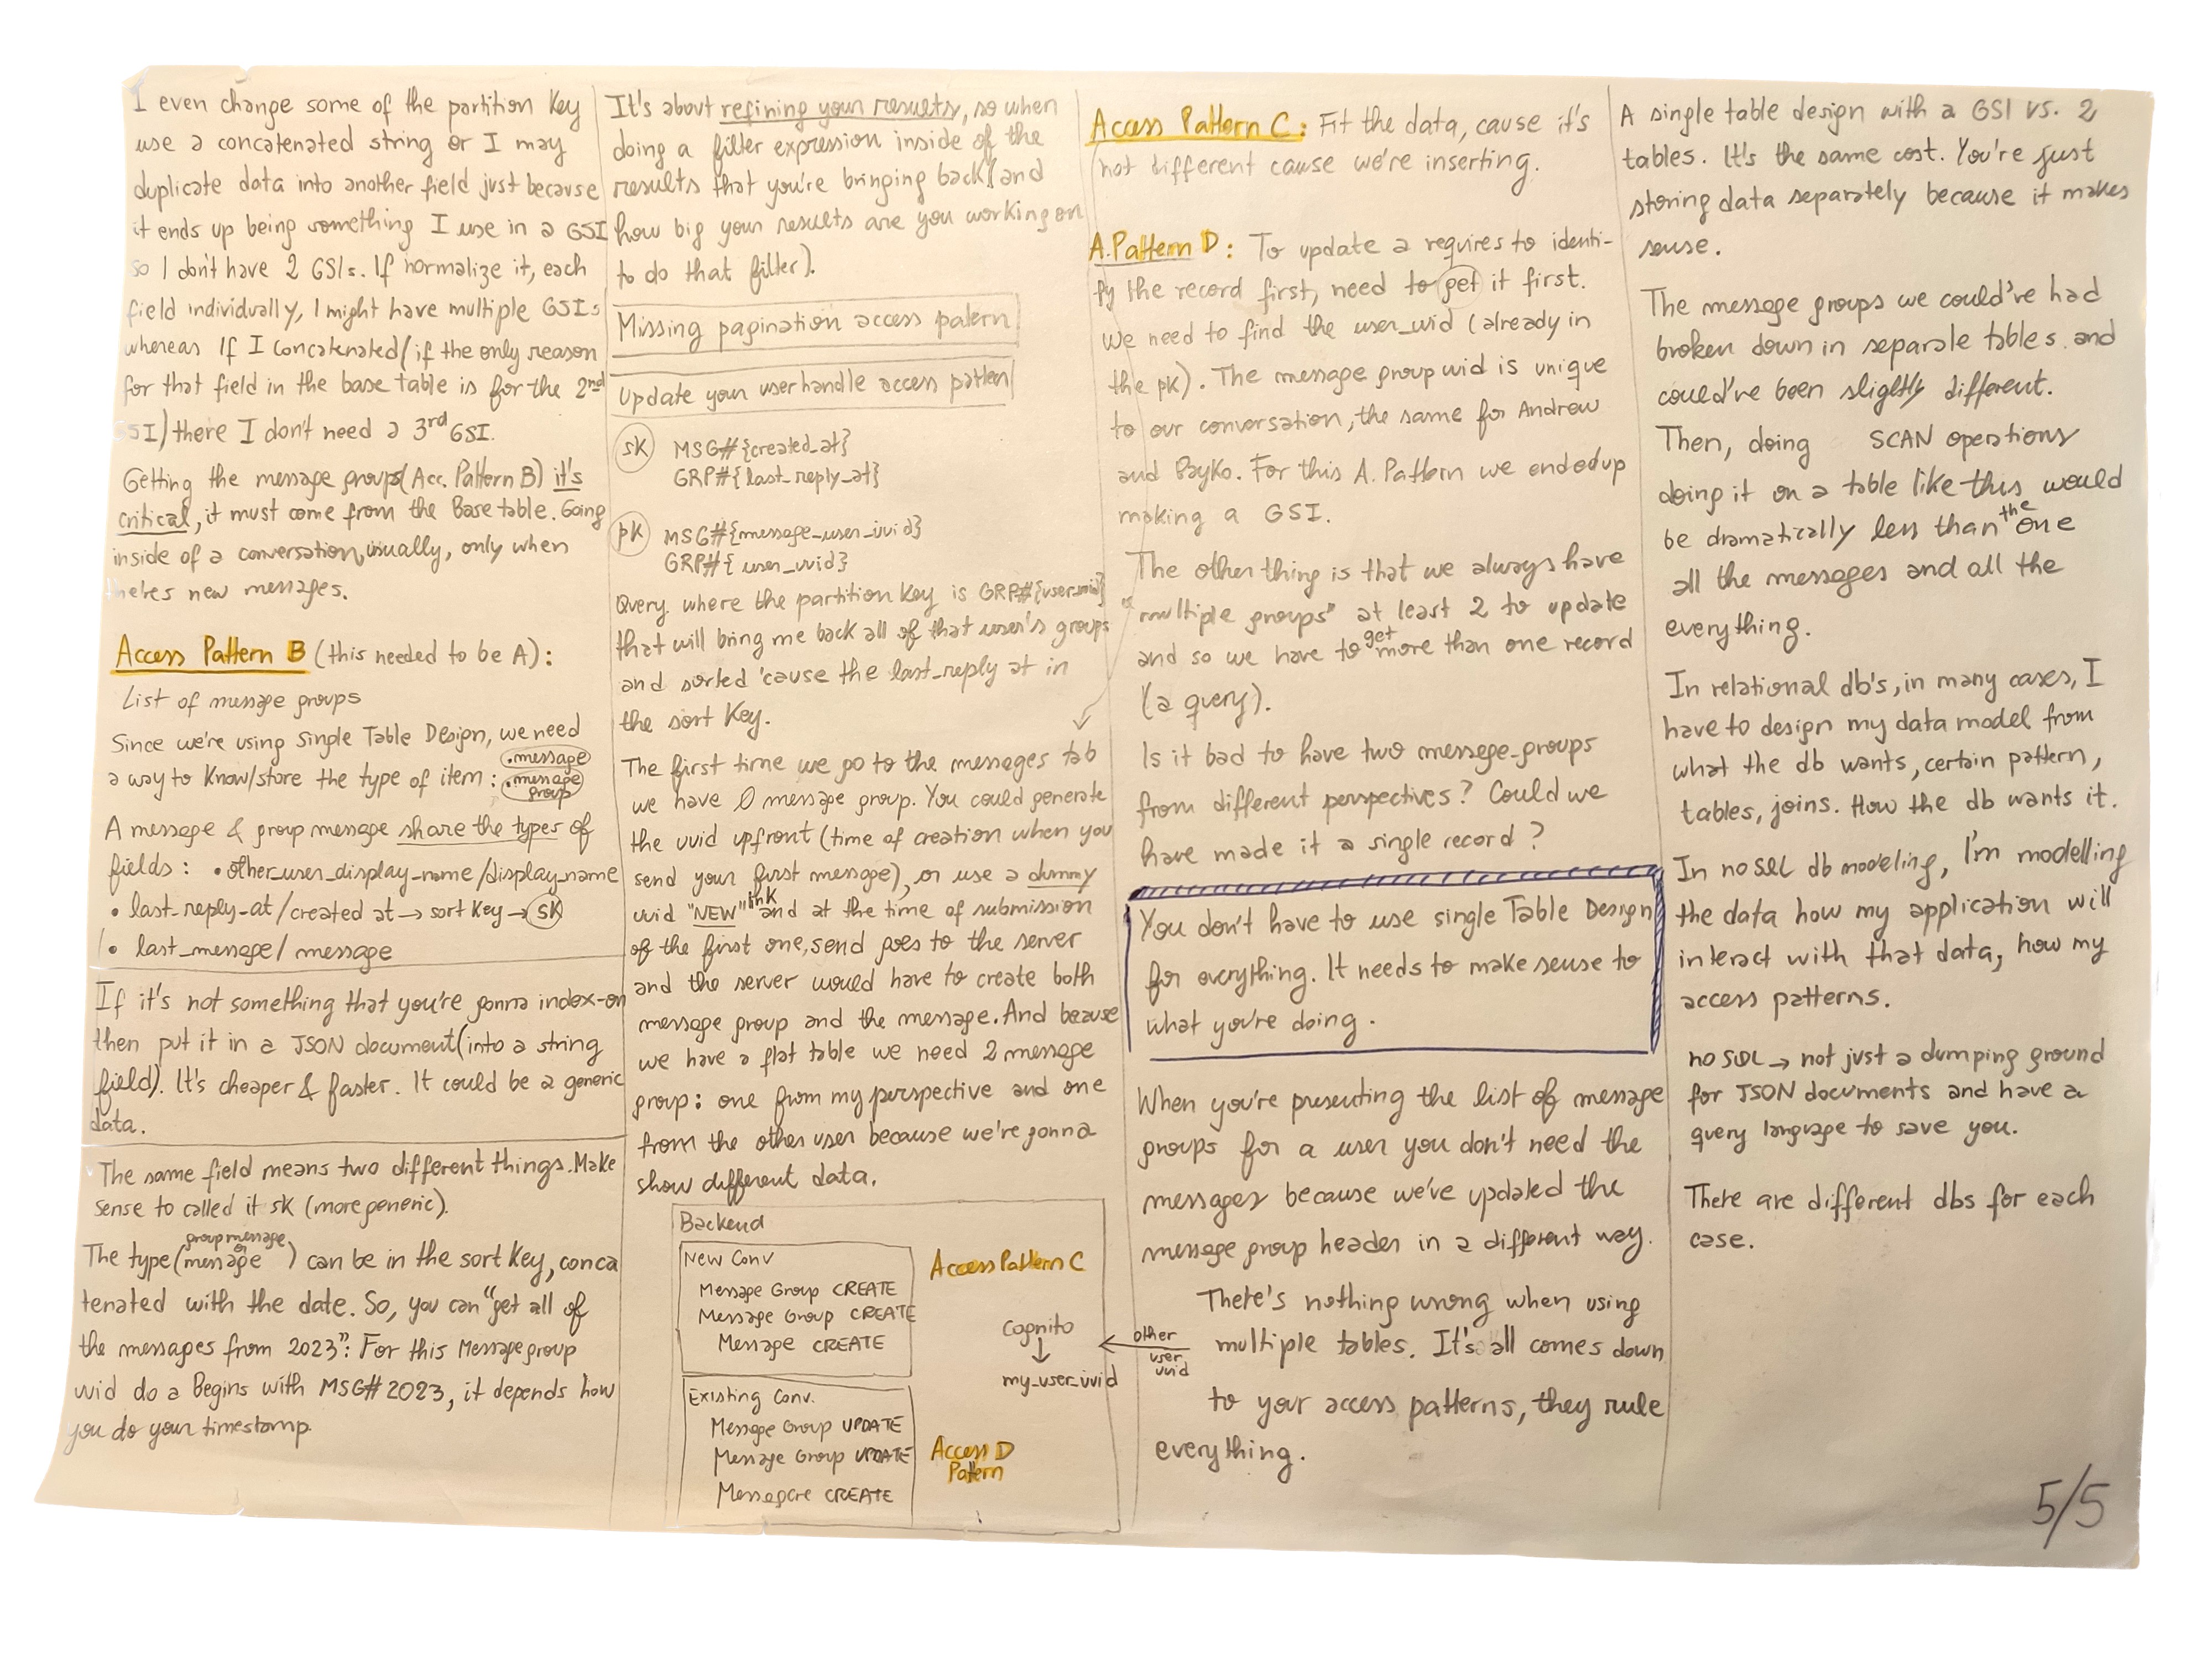 I even change some of the partition Key
use a concatenated string or I may
duplicate data into another field just because
it ends up being something I use in a GSI
so I don't have 2 GSIs. If normalize it, each
field individually, I might have multiple GSIs
whereas If I concatenated (if the only reason
for that field in the base table is for the 2nd
GSI) there I don't need a 3rd GSI.
Getting the message groups (Acc. Pattern B) it's
critical, it must come from the Base table. Going
inside of a conversation, usually, only when
there's new messages.
Access Pattern B (this needed to be A):
List of message groups
Since we're using Single Table Design, we need
a way to Know/store the type of item: • message
• message
group
A message & group message share the types of
fields: • other_user_display_name/display_name
• last_reply_at/created at → sort Key → SK
• last_message/ message
If it's not something that you're gonna index-on
then put it in a JSON document (into a string
field). It's cheaper & faster. It could be a generic
data.
The same field means two different things. Make
sense to called it sk (more generic).
group message
or
The type (message) can be in the sort Key, conca
tenated with the date. So, you can "get all of
the messages from 2023": For this Message group
uuid do a Begins with MSG#2023, it depends how
you do your timestamp.
It's about refining your results, so when
doing a filter expression inside of the
results that you're bringing back (and
how big your results are you working on
to do that filter).
Missing pagination access patern
Update your user handle access pattern
sk MSG#{created_at}
GRP#{last_reply_at}
pk MSG#{message_user_uuid}
GRP#{user_uuid}
Query where the partition Key is GRP#{user_uuid}
that will bring me back all of that user's groups
and sorted 'cause the last_reply at in
the sort Key.
The first time we go to the messages tab
we have 0 message group. You could generate
the uuid upfront (time of creation when you
send your first message), or use a dummy
uuid "NEW" link and at the time of submission
of the first one, send goes to the server
and the server would have to create both
message group and the message. And because
we have a flat table we need 2 message
group: one from my perspective and one
from the other user because we're gonna
show different data.
Backend
New Conv
Message Group CREATE
Message Group CREATE
Message CREATE
Access Pattern C
Cognito
↓
my_user_uuid
other
user
uuid
Existing Conv.
Message Group UPDATE
Message Group UPDATE
Messagcre CREATE
Access D
Pattern
Access Pattern C: Fit the data, cause it's
not different cause we're inserting.
A.Pattern D: To update a requires to identi-
fy the record first, need to get it first.
We need to find the user_uuid (already in
the pk). The message group uuid is unique
to our conversation, the same for Andrew
and Bayko. For this A. Pattern we ended up
making a GSI.
The other thing is that we always have
"multiple groups" at least 2 to update
and so we have to get more than one record
(a query).
Is it bad to have two message-groups
from different perspectives? Could we
have made it a single record?
You don't have to use single Table Design
for everything. It needs to make sense to
what you're doing.
When you're presenting the list of message
groups for a user you don't need the
messages because we've updated the
message group header in a different way.
There's nothing wrong when using
multiple tables. It's all comes down
to your access patterns, they rule
everything.
A single table design with a GSI vs. 2
tables. It's the same cost. You're just
storing data separately because it makes
sense.
The message groups we could've had
broken down in separate tables and
could've been slightly different.
Then, doing SCAN operations
doing it on a table like this would
be dramatically less than the one
all the messages and all the
everything.
In relational db's, in many cases, I
have to design my data model from
what the db wants, certain pattern,
tables, joins. How the db wants it.
In no SQL db modeling, I'm modelling
the data how my application will
interact with that data, how my
access patterns.
no SQL → not just a dumping ground
for JSON documents and have a
query language to save you.
There are different dbs for each
case.
5/5